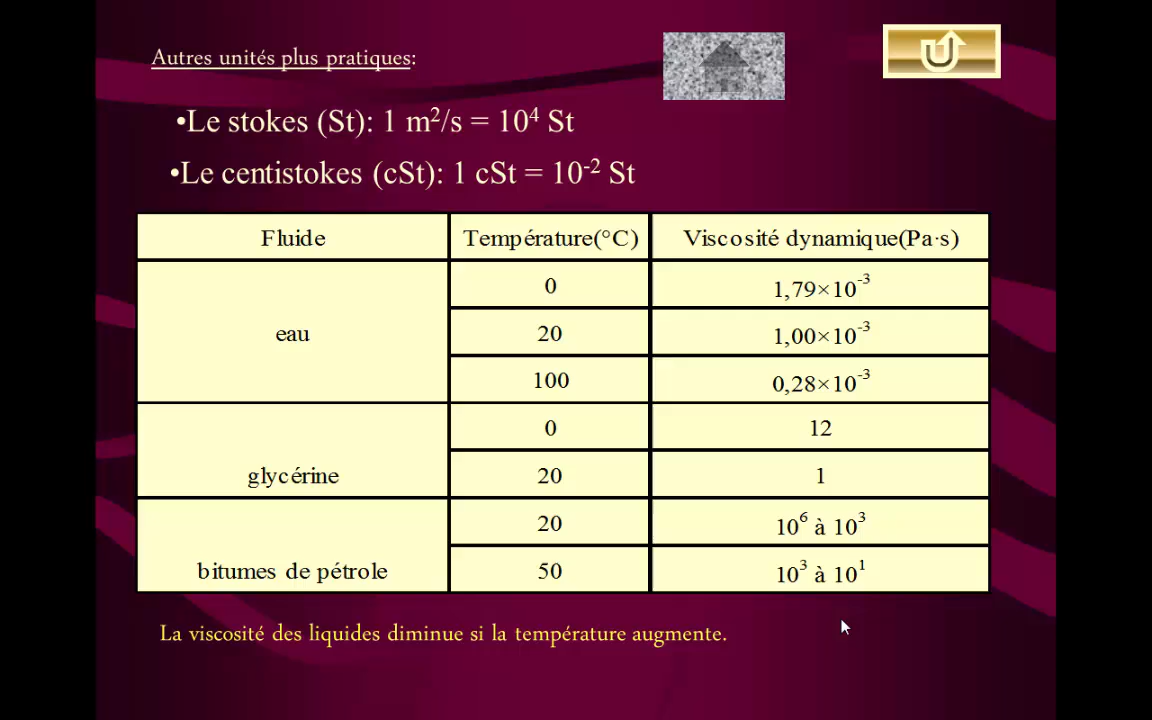 Autres unités plus pratiques:
•Le stokes (St): 1 m²/s = 10⁴ St
•Le centistokes (cSt): 1 cSt = 10⁻² St
Fluide Température(°C) Viscosité dynamique(Pa·s)
0 1,79×10⁻³
eau 20 1,00×10⁻³
100 0,28×10⁻³
0 12
glycérine 20 1
20 10⁶ à 10³
bitumes de pétrole 50 10³ à 10¹
La viscosité des liquides diminue si la température augmente.